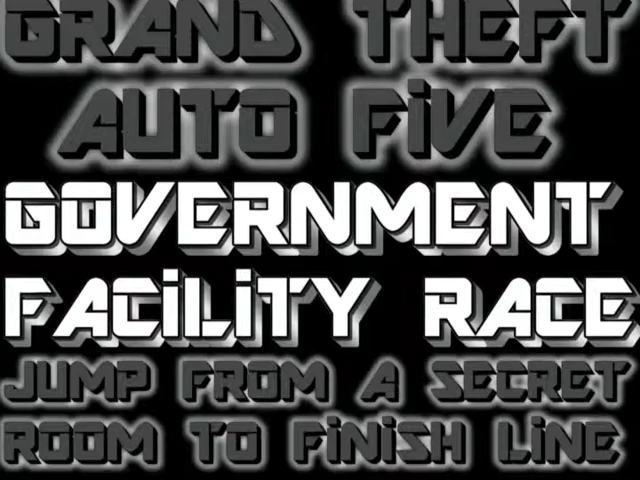 GRAND THEFT
AUTO FiVE
GOVERNMENT
FACiLiTY RACE
JUMP FROM A SECRET
ROOM TO FiNiSH LiNE